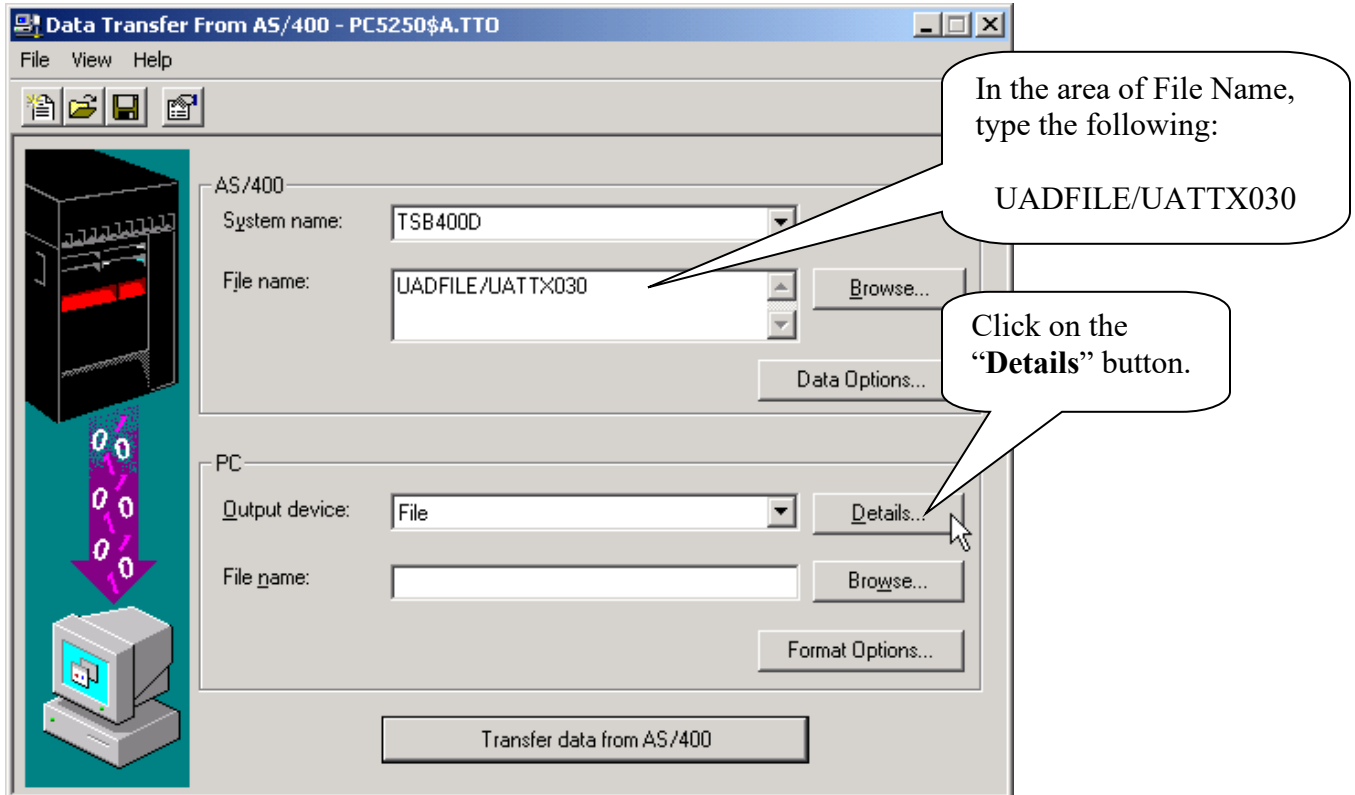 Data Transfer From AS/400 - PC5250$A.TTO
File View Help
In the area of File Name,
type the following:
UADFILE/UATTX030
AS/400
System name:
TSB400D
File name:
UADFILE/UATTX030
Browse...
Click on the
“Details” button.
Data Options...
PC
Output device:
File
Details...
File name:
Browse...
Format Options...
Transfer data from AS/400